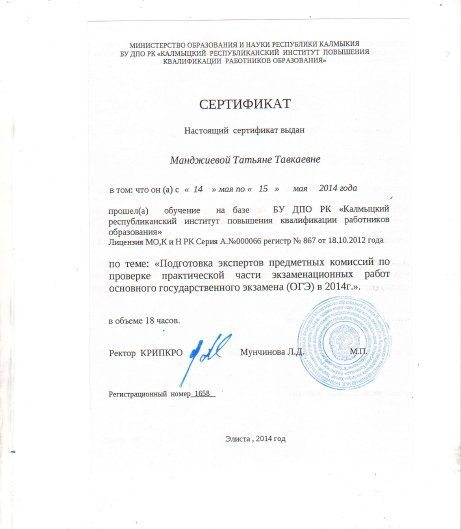 МИНИСТЕРСТВО ОБРАЗОВАНИЯ И НАУКИ РЕСПУБЛИКИ КАЛМЫКИЯ
БУ ДПО РК «КАЛМЫЦКИЙ РЕСПУБЛИКАНСКИЙ ИНСТИТУТ ПОВЫШЕНИЯ
КВАЛИФИКАЦИИ РАБОТНИКОВ ОБРАЗОВАНИЯ»
СЕРТИФИКАТ
Настоящий сертификат выдан
Манджиевой Татьяне Тавкаевне
в том: что он (а) с « 14 » мая по « 15 » мая 2014 года
прошел(а) обучение на базе БУ ДПО РК «Калмыцкий
республиканский институт повышения квалификации работников
образования»
Лицензия МО,К и Н РК Серия А.№000066 регистр № 867 от 18.10.2012 года
по теме: «Подготовка экспертов предметных комиссий по
проверке практической части экзаменационных работ
основного государственного экзамена (ОГЭ) в 2014г.».
в объеме 18 часов.
Ректор КРИПКРО Мунчинова Л.Д. М.П.
Регистрационный номер 1658
Элиста , 2014 год